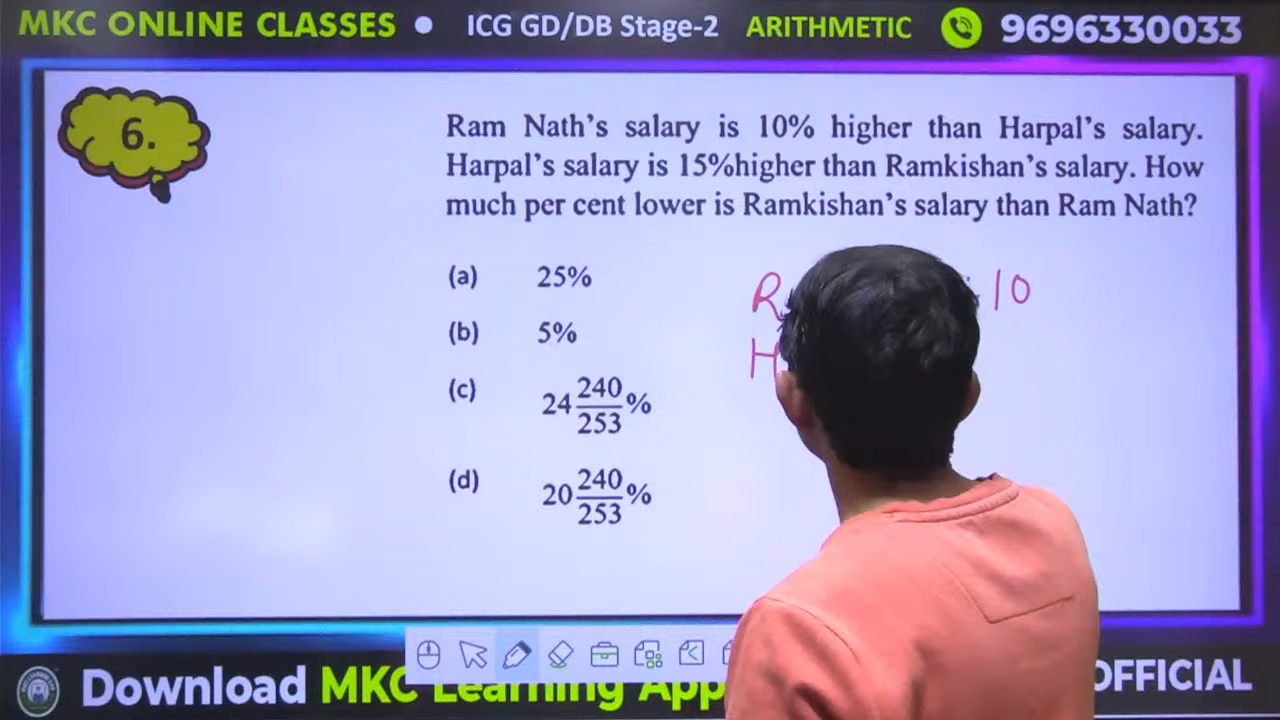 MKC ONLINE CLASSES • ICG GD/DB Stage-2 ARITHMETIC 9696330033
6.
Ram Nath's salary is 10% higher than Harpal's salary.
Harpal's salary is 15%higher than Ramkishan's salary. How
much per cent lower is Ramkishan's salary than Ram Nath?
(a) 25%
(b) 5%
(c) 24 240/253 %
(d) 20 240/253 %
R 10
H
Download MKC Learning App OFFICIAL